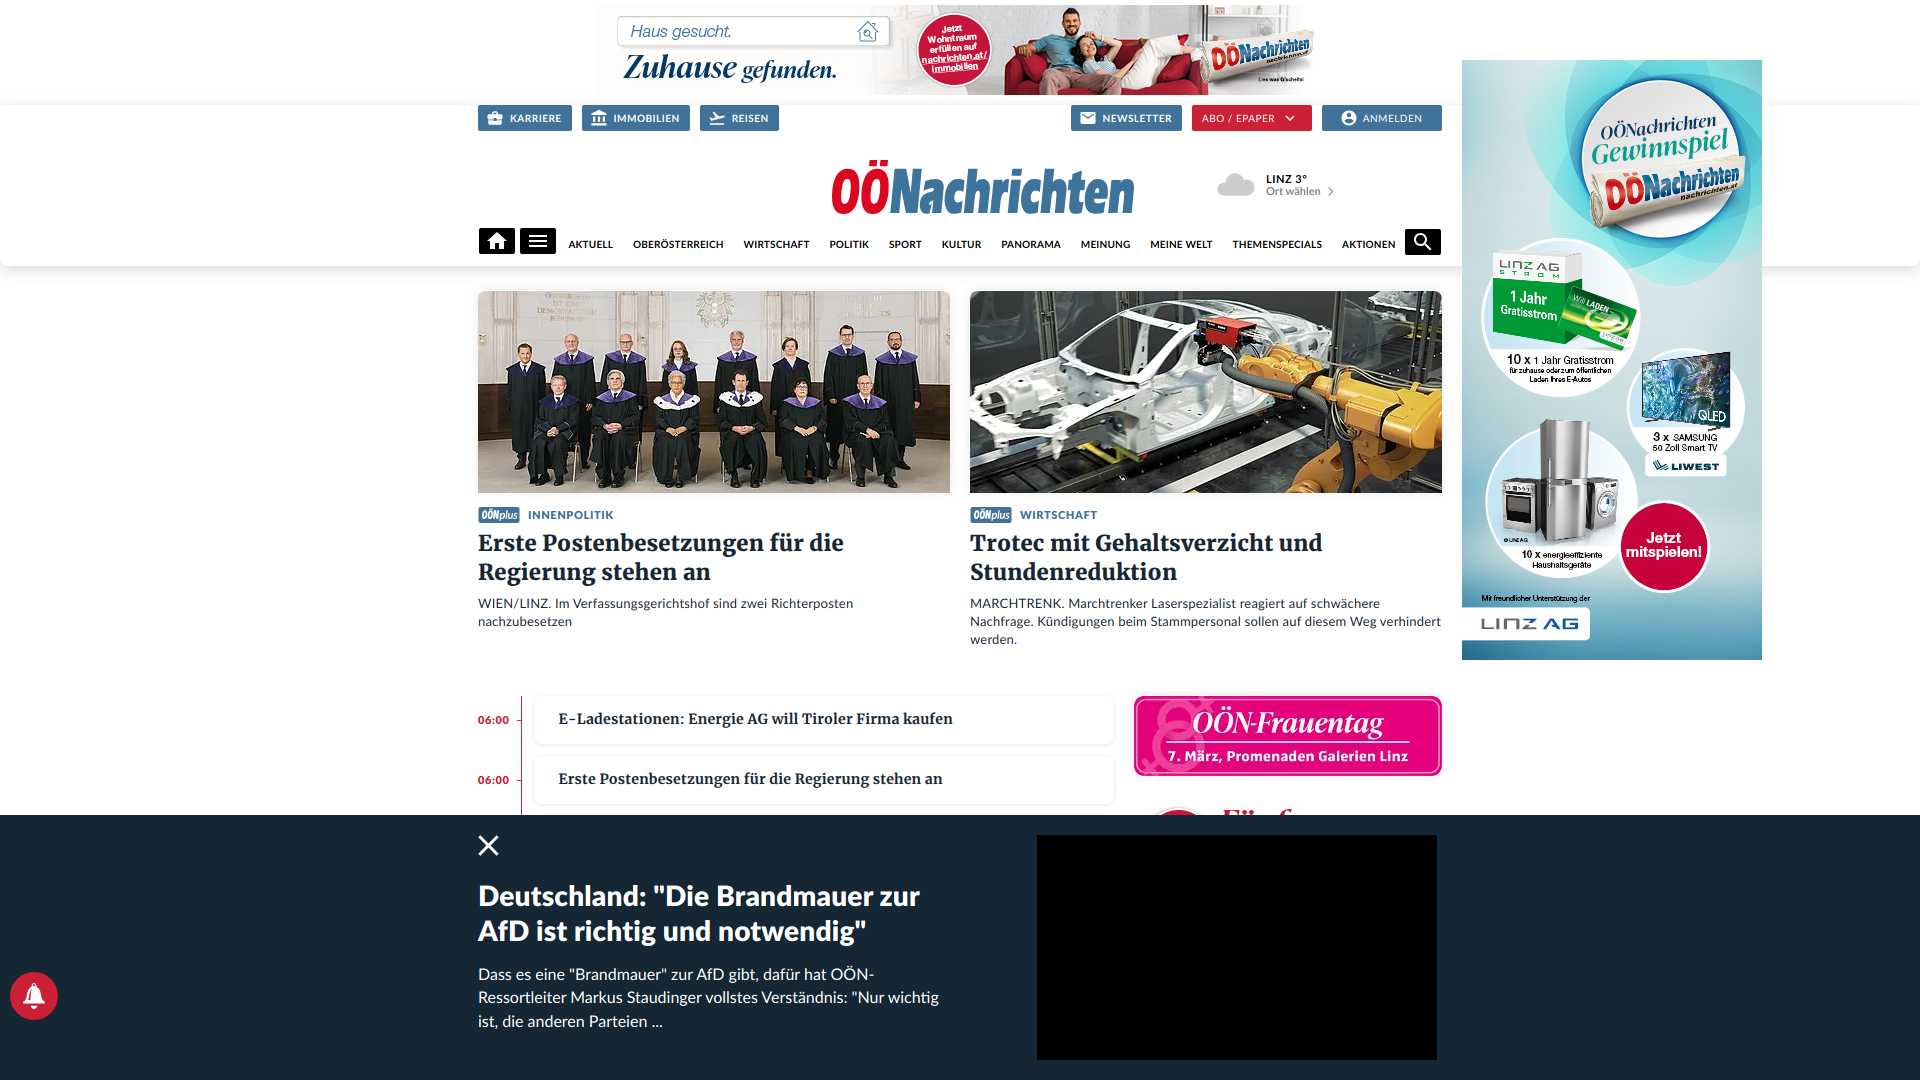 Haus gesucht.
Zuhause gefunden.
Jetzt
Wohntraum
erfüllen auf
nachrichten.at/
immobilien
OÖNachrichten
Lies was Gscheits!
KARRIERE
IMMOBILIEN
REISEN
NEWSLETTER
ABO / EPAPER
ANMELDEN
OÖNachrichten
LINZ 3°
Ort wählen
AKTUELL
OBERÖSTERREICH
WIRTSCHAFT
POLITIK
SPORT
KULTUR
PANORAMA
MEINUNG
MEINE WELT
THEMENSPECIALS
AKTIONEN
OÖNplus INNENPOLITIK
Erste Postenbesetzungen für die
Regierung stehen an
WIEN/LINZ. Im Verfassungsgerichtshof sind zwei Richterposten
nachzubesetzen
OÖNplus WIRTSCHAFT
Trotec mit Gehaltsverzicht und
Stundenreduktion
MARCHTRENK. Marchtrenker Laserspezialist reagiert auf schwächere
Nachfrage. Kündigungen beim Stammpersonal sollen auf diesem Weg verhindert
werden.
OÖNachrichten
Gewinnspiel
OÖNachrichten
nachrichten.at
LINZ AG
STROM
1 Jahr
Gratisstrom
Will LADEN
10 x 1 Jahr Gratisstrom
für zuhause oder zum öffentlichen
Laden Ihres E-Autos
QLED
3 x SAMSUNG
50 Zoll Smart TV
LIWEST
© LINZ AG
10 x energieeffiziente
Haushaltsgeräte
Jetzt
mitspielen!
Mit freundlicher Unterstützung der
LINZ AG
06:00 E-Ladestationen: Energie AG will Tiroler Firma kaufen
06:00 Erste Postenbesetzungen für die Regierung stehen an
OÖN-Frauentag
7. März, Promenaden Galerien Linz
Deutschland: "Die Brandmauer zur
AfD ist richtig und notwendig"
Dass es eine "Brandmauer" zur AfD gibt, dafür hat OÖN-
Ressortleiter Markus Staudinger vollstes Verständnis: "Nur wichtig
ist, die anderen Parteien ...